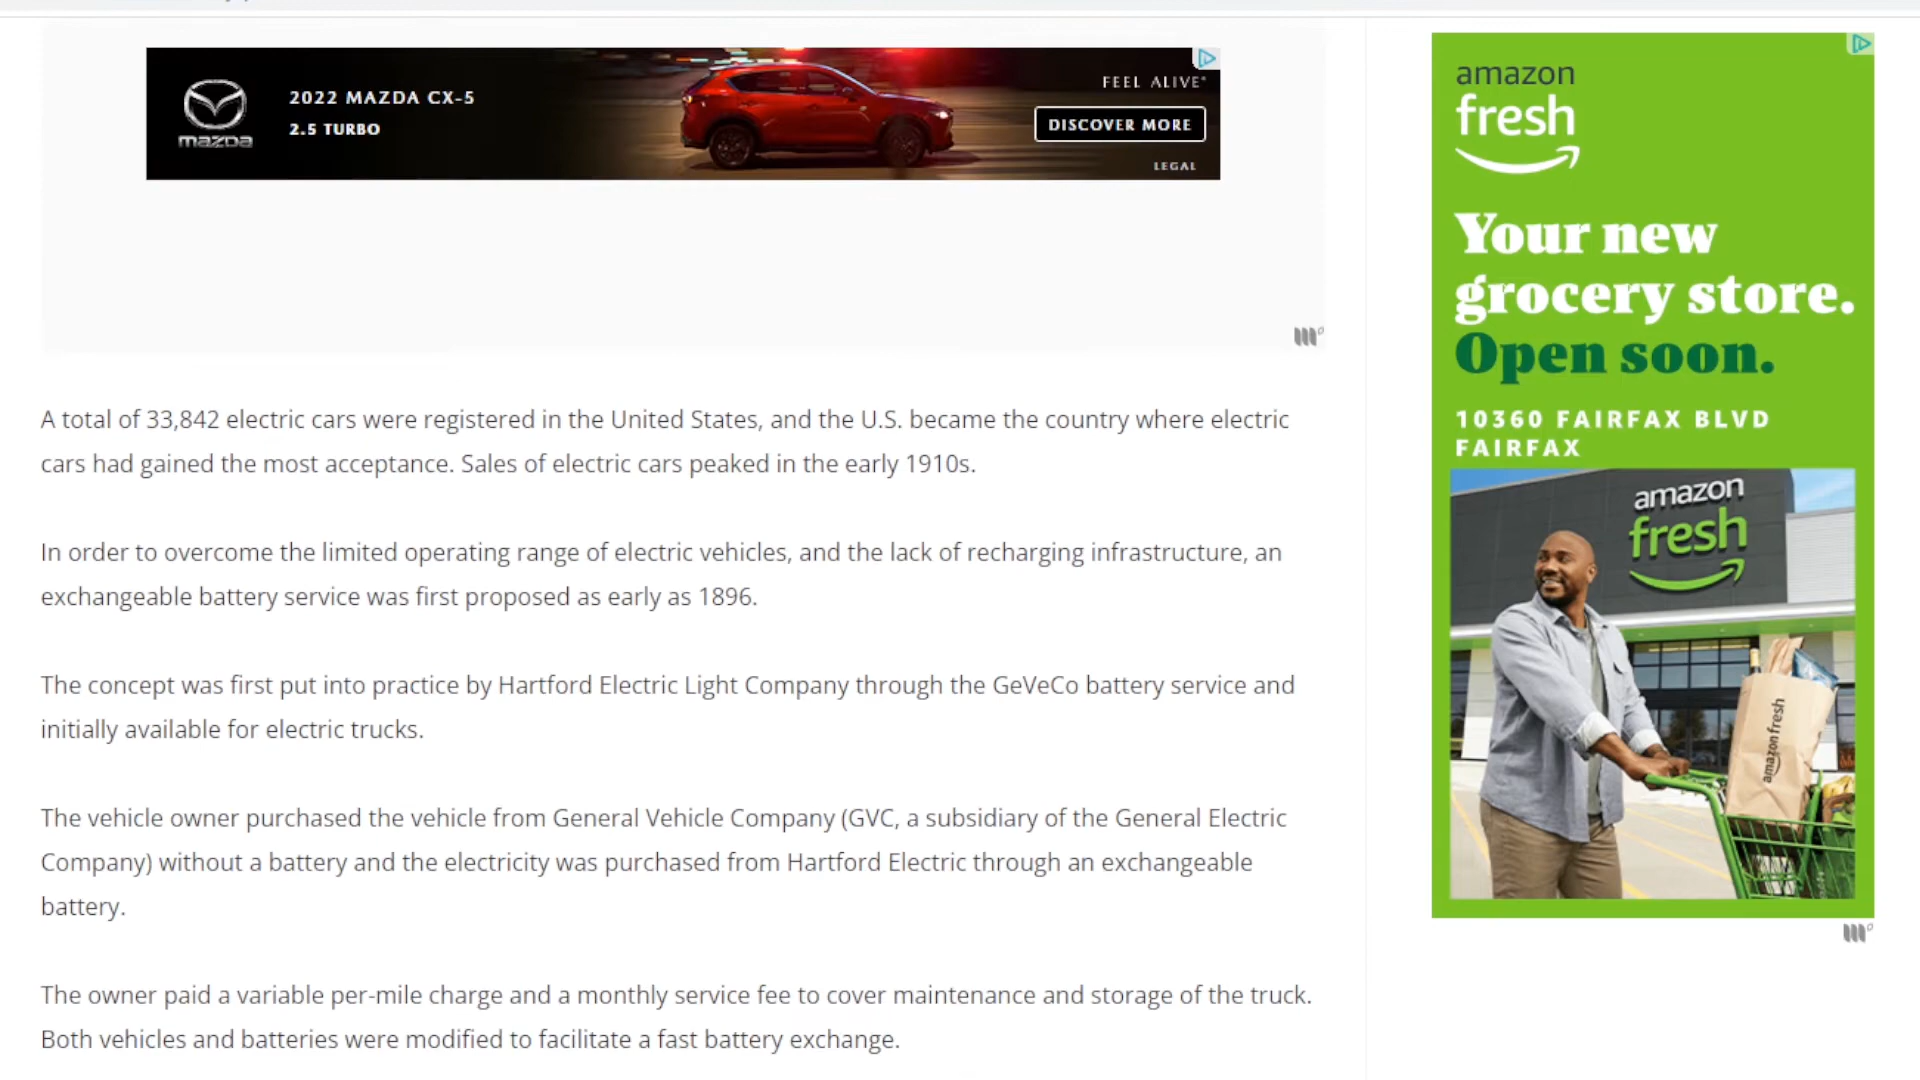 mazda
2022 MAZDA CX-5
2.5 TURBO
FEEL ALIVE
DISCOVER MORE
LEGAL
A total of 33,842 electric cars were registered in the United States, and the U.S. became the country where electric
cars had gained the most acceptance. Sales of electric cars peaked in the early 1910s.
In order to overcome the limited operating range of electric vehicles, and the lack of recharging infrastructure, an
exchangeable battery service was first proposed as early as 1896.
The concept was first put into practice by Hartford Electric Light Company through the GeVeCo battery service and
initially available for electric trucks.
The vehicle owner purchased the vehicle from General Vehicle Company (GVC, a subsidiary of the General Electric
Company) without a battery and the electricity was purchased from Hartford Electric through an exchangeable
battery.
The owner paid a variable per-mile charge and a monthly service fee to cover maintenance and storage of the truck.
Both vehicles and batteries were modified to facilitate a fast battery exchange.
amazon
fresh
Your new
grocery store.
Open soon.
10360 FAIRFAX BLVD
FAIRFAX
amazon
fresh
amazon fresh